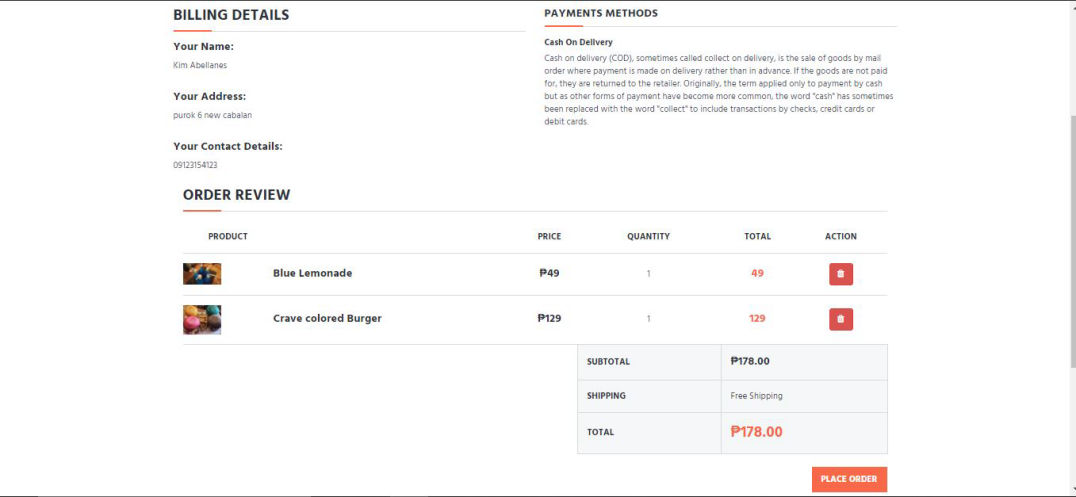 BILLING DETAILS
Your Name:
Kim Abellanes
Your Address:
purok 6 new cabalan
Your Contact Details:
09123154123
PAYMENTS METHODS
Cash On Delivery
Cash on delivery (COD), sometimes called collect on delivery, is the sale of goods by mail
order where payment is made on delivery rather than in advance. If the goods are not paid
for, they are returned to the retailer. Originally, the term applied only to payment by cash
but as other forms of payment have become more common, the word "cash" has sometimes
been replaced with the word "collect" to include transactions by checks, credit cards or
debit cards.
ORDER REVIEW
PRODUCT PRICE QUANTITY TOTAL ACTION
Blue Lemonade ₱49 1 49
Crave colored Burger ₱129 1 129
SUBTOTAL ₱178.00
SHIPPING Free Shipping
TOTAL ₱178.00
PLACE ORDER